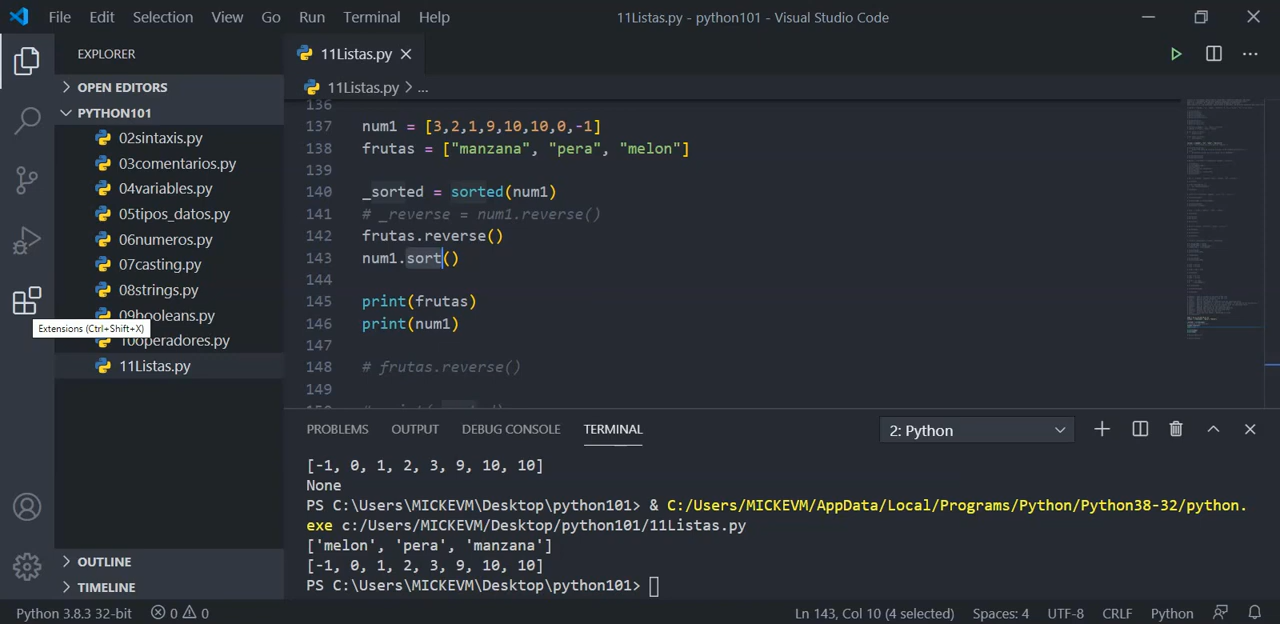 File Edit Selection View Go Run Terminal Help 11Listas.py - python101 - Visual Studio Code
EXPLORER
OPEN EDITORS
PYTHON101
02sintaxis.py
03comentarios.py
04variables.py
05tipos_datos.py
06numeros.py
07casting.py
08strings.py
09booleans.py
Extensions (Ctrl+Shift+X)
10operadores.py
11Listas.py
OUTLINE
TIMELINE
11Listas.py
11Listas.py > ...
136
137 num1 = [3,2,1,9,10,10,0,-1]
138 frutas = ["manzana", "pera", "melon"]
139
140 _sorted = sorted(num1)
141 # _reverse = num1.reverse()
142 frutas.reverse()
143 num1.sort()
144
145 print(frutas)
146 print(num1)
147
148 # frutas.reverse()
149
PROBLEMS OUTPUT DEBUG CONSOLE TERMINAL 2: Python
[-1, 0, 1, 2, 3, 9, 10, 10]
None
PS C:\Users\MICKEVM\Desktop\python101> & C:/Users/MICKEVM/AppData/Local/Programs/Python/Python38-32/python.
exe c:/Users/MICKEVM/Desktop/python101/11Listas.py
['melon', 'pera', 'manzana']
[-1, 0, 1, 2, 3, 9, 10, 10]
PS C:\Users\MICKEVM\Desktop\python101>
Python 3.8.3 32-bit 0 0 Ln 143, Col 10 (4 selected) Spaces: 4 UTF-8 CRLF Python